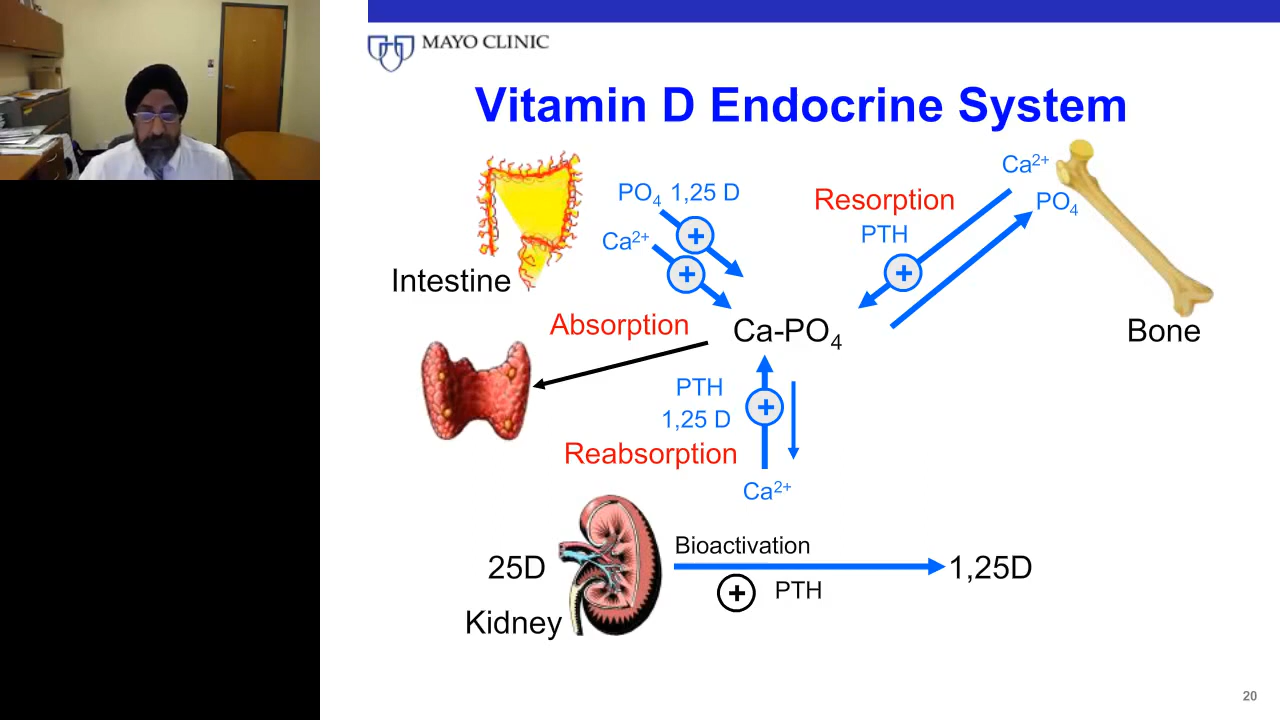 MAYO CLINIC
Vitamin D Endocrine System
Ca²⁺
PO₄ 1,25 D
Resorption
PO₄
Ca²⁺
PTH
Intestine
Absorption
Ca-PO₄
Bone
PTH
1,25 D
Reabsorption
Ca²⁺
Bioactivation
25D
1,25D
PTH
Kidney
20